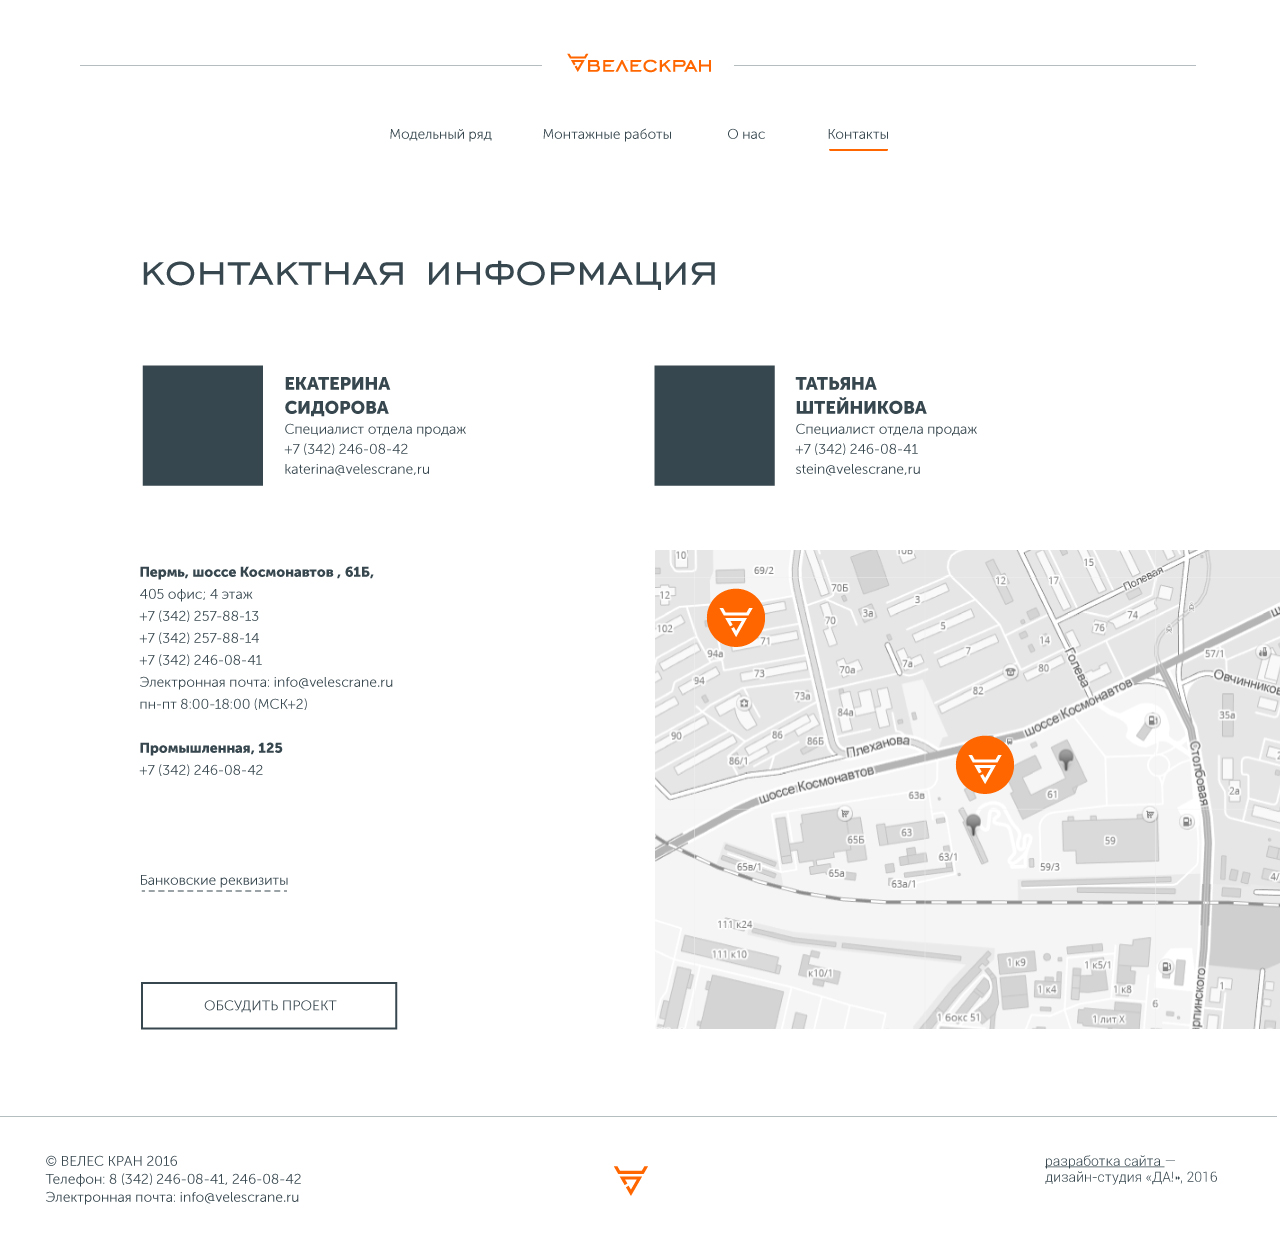 ВЕЛЕСКРАН
Модельный ряд
Монтажные работы
О нас
Контакты
КОНТАКТНАЯ ИНФОРМАЦИЯ
ЕКАТЕРИНА
СИДОРОВА
Специалист отдела продаж
+7 (342) 246-08-42
katerina@velescrane,ru
ТАТЬЯНА
ШТЕЙНИКОВА
Специалист отдела продаж
+7 (342) 246-08-41
stein@velescrane,ru
Пермь, шоссе Космонавтов , 61Б,
405 офис; 4 этаж
+7 (342) 257-88-13
+7 (342) 257-88-14
+7 (342) 246-08-41
Электронная почта: info@velescrane.ru
пн-пт 8:00-18:00 (МСК+2)
Промышленная, 125
+7 (342) 246-08-42
Банковские реквизиты
ОБСУДИТЬ ПРОЕКТ
10
69/2
10В
15
12
70Б
12
17
Полевая
3
3а
70
74
102
5
76
71
14
94а
7
57/1
7а
70а
80
Голева
73
94
Овчинников
82
73а
84а
35а
86
90
86Б
Плеханова
шоссе Космонавтов
86/1
Столбовая
шоссе Космонавтов
63а
61
2а
65Б
63
59
63/1
65в/1
65а
59/3
63а/1
4/
111 к24
111 к10
к10/1
1 к9
1 к5/1
1 к4
1 к8
1
6
1 бокс 51
1 лит Х
рпинского
© ВЕЛЕС КРАН 2016
Телефон: 8 (342) 246-08-41, 246-08-42
Электронная почта: info@velescrane.ru
разработка сайта —
дизайн-студия «ДА!», 2016